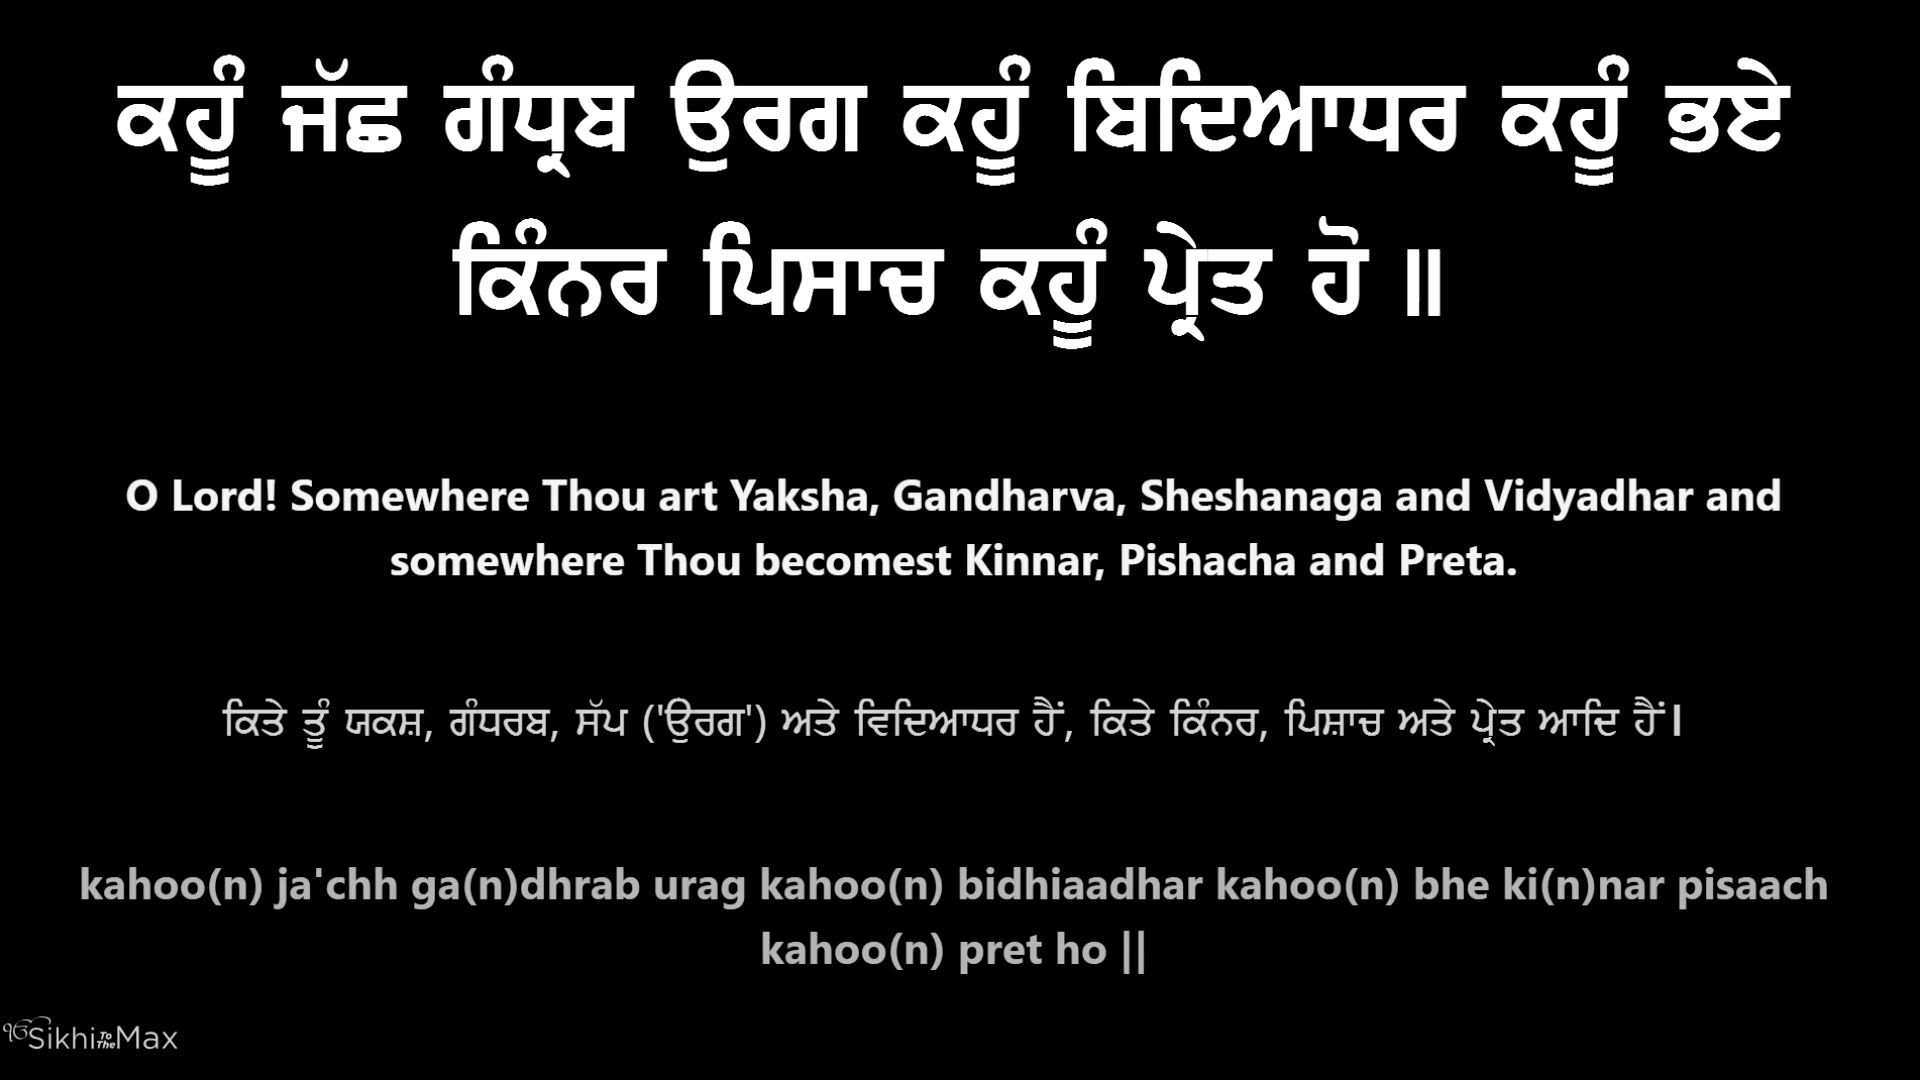 ਕਹੂੰ ਜੱਛ ਗੰਧ੍ਰਬ ਉਰਗ ਕਹੂੰ ਬਿਦਿਆਧਰ ਕਹੂੰ ਭਏ
ਕਿੰਨਰ ਪਿਸਾਚ ਕਹੂੰ ਪ੍ਰੇਤ ਹੋ ॥
O Lord! Somewhere Thou art Yaksha, Gandharva, Sheshanaga and Vidyadhar and
somewhere Thou becomest Kinnar, Pishacha and Preta.
ਕਿਤੇ ਤੂੰ ਯਕਸ਼, ਗੰਧਰਬ, ਸੱਪ ('ਉਰਗ') ਅਤੇ ਵਿਦਿਆਧਰ ਹੈਂ, ਕਿਤੇ ਕਿੰਨਰ, ਪਿਸ਼ਾਚ ਅਤੇ ਪ੍ਰੇਤ ਆਦਿ ਹੈਂ।
kahoo(n) ja'chh ga(n)dhrab urag kahoo(n) bidhiaadhar kahoo(n) bhe ki(n)nar pisaach
kahoo(n) pret ho ||
ੴSikhiToTheMax